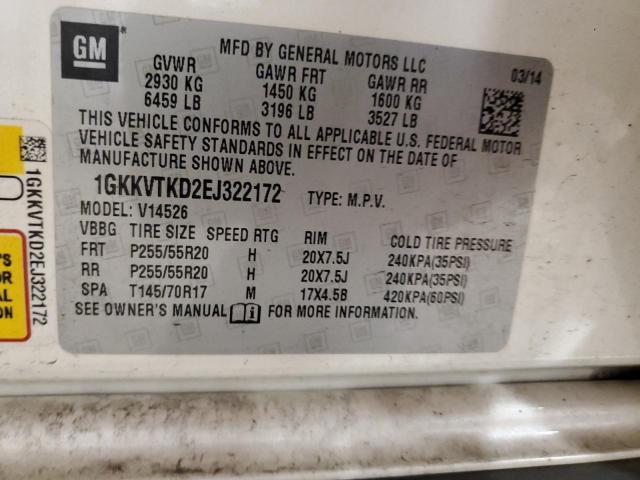 GM
MFD BY GENERAL MOTORS LLC
03/14
GVWR GAWR FRT GAWR RR
2930 KG 1450 KG 1600 KG
6459 LB 3196 LB 3527 LB
THIS VEHICLE CONFORMS TO ALL APPLICABLE U.S. FEDERAL MOTOR
VEHICLE SAFETY STANDARDS IN EFFECT ON THE DATE OF
MANUFACTURE SHOWN ABOVE.
1GKKVTKD2EJ322172 TYPE: M.P.V.
MODEL: V14526
VBBG TIRE SIZE SPEED RTG RIM COLD TIRE PRESSURE
FRT P255/55R20 H 20X7.5J 240KPA(35PSI)
RR P255/55R20 H 20X7.5J 240KPA(35PSI)
SPA T145/70R17 M 17X4.5B 420KPA(60PSI)
SEE OWNER'S MANUAL i FOR MORE INFORMATION.
1GKKVTKD2EJ322172